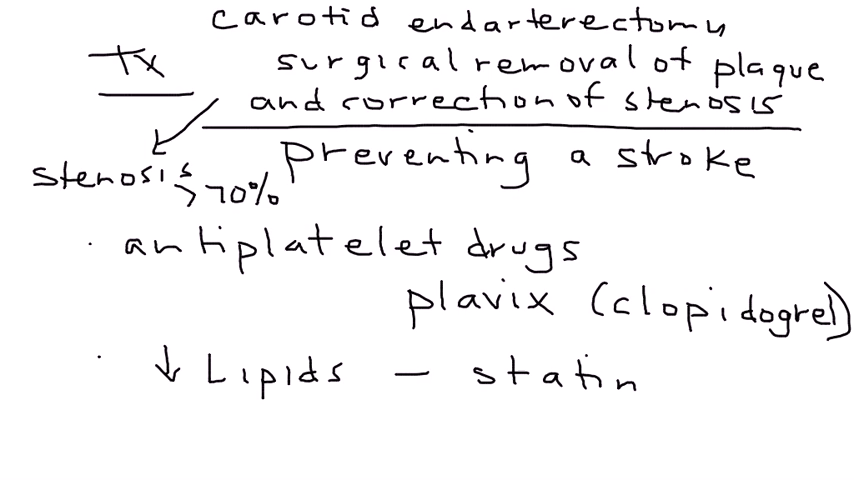 carotid endarterectomy
Tx surgical removal of plaque
and correction of stenosis
preventing a stroke
stenosis > 70%
· antiplatelet drugs
plavix (clopidogrel)
· ↓ Lipids — statin